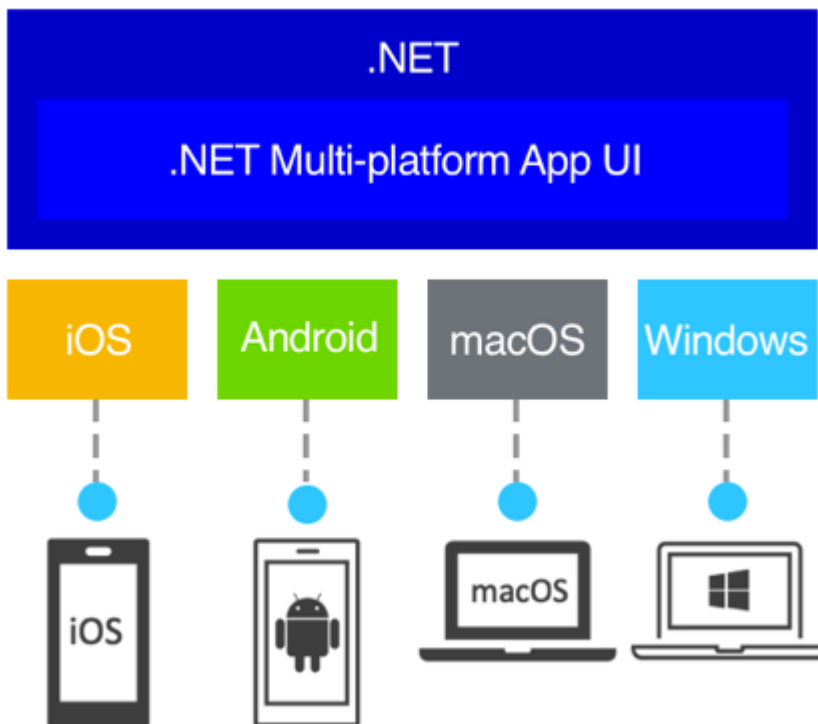 .NET
.NET Multi-platform App UI
iOS
Android
macOS
Windows
iOS
macOS